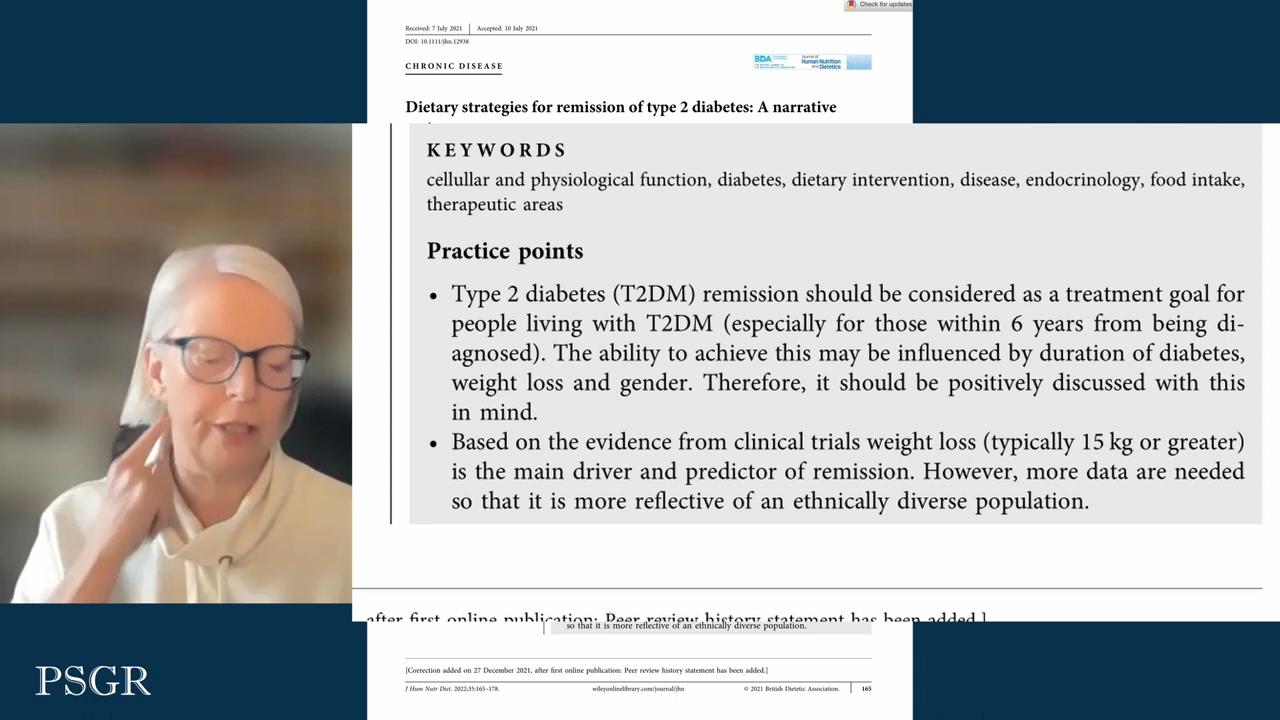 Check for updates
Received: 7 July 2021 | Accepted: 10 July 2021
DOI: 10.1111/jhn.12938
CHRONIC DISEASE
BDA
Journal of
Human Nutrition
and Dietetics
Dietary strategies for remission of type 2 diabetes: A narrative
KEYWORDS
cellullar and physiological function, diabetes, dietary intervention, disease, endocrinology, food intake,
therapeutic areas
Practice points
• Type 2 diabetes (T2DM) remission should be considered as a treatment goal for
people living with T2DM (especially for those within 6 years from being di-
agnosed). The ability to achieve this may be influenced by duration of diabetes,
weight loss and gender. Therefore, it should be positively discussed with this
in mind.
• Based on the evidence from clinical trials weight loss (typically 15 kg or greater)
is the main driver and predictor of remission. However, more data are needed
so that it is more reflective of an ethnically diverse population.
after first online publication: Peer review history statement has been added.]
so that it is more reflective of an ethnically diverse population.
[Correction added on 27 December 2021, after first online publication: Peer review history statement has been added.]
J Hum Nutr Diet. 2022;35:165–178.
wileyonlinelibrary.com/journal/jhn
© 2021 British Dietetic Association.
165
PSGR